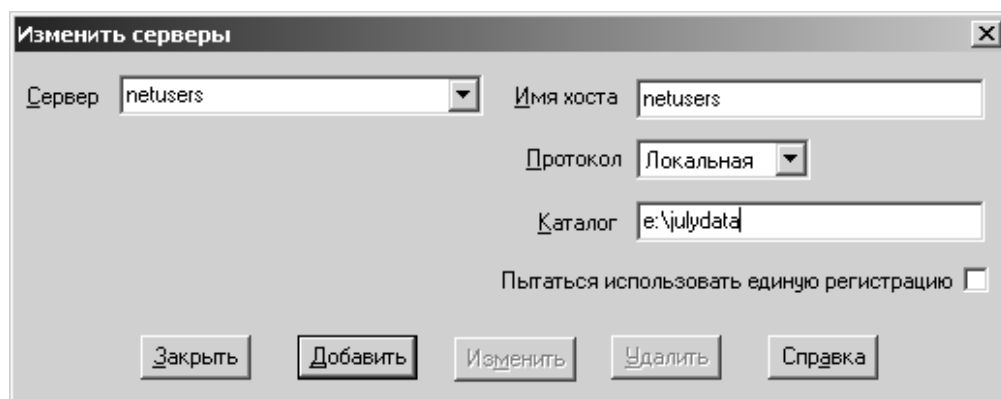 Изменить серверы
Сервер netusers Имя хоста netusers
Протокол Локальная
Каталог e:\julydata
Пытаться использовать единую регистрацию
Закрыть Добавить Изменить Удалить Справка